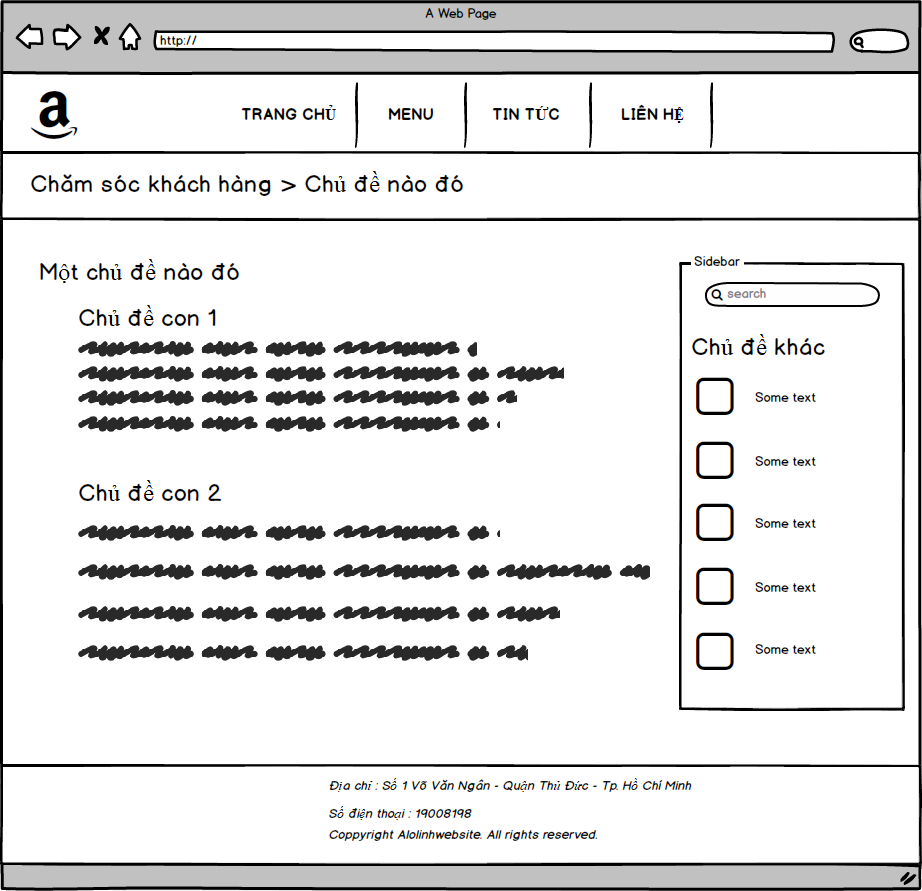 A Web Page
http://
a
TRANG CHỦ MENU TIN TỨC LIÊN HỆ
Chăm sóc khách hàng > Chủ đề nào đó
Một chủ đề nào đó
Chủ đề con 1
Chủ đề con 2
Sidebar
search
Chủ đề khác
Some text
Some text
Some text
Some text
Some text
Địa chỉ : Số 1 Võ Văn Ngân - Quận Thủ Đức - Tp. Hồ Chí Minh
Số điện thoại : 19008198
Coppyright Alolinhwebsite. All rights reserved.